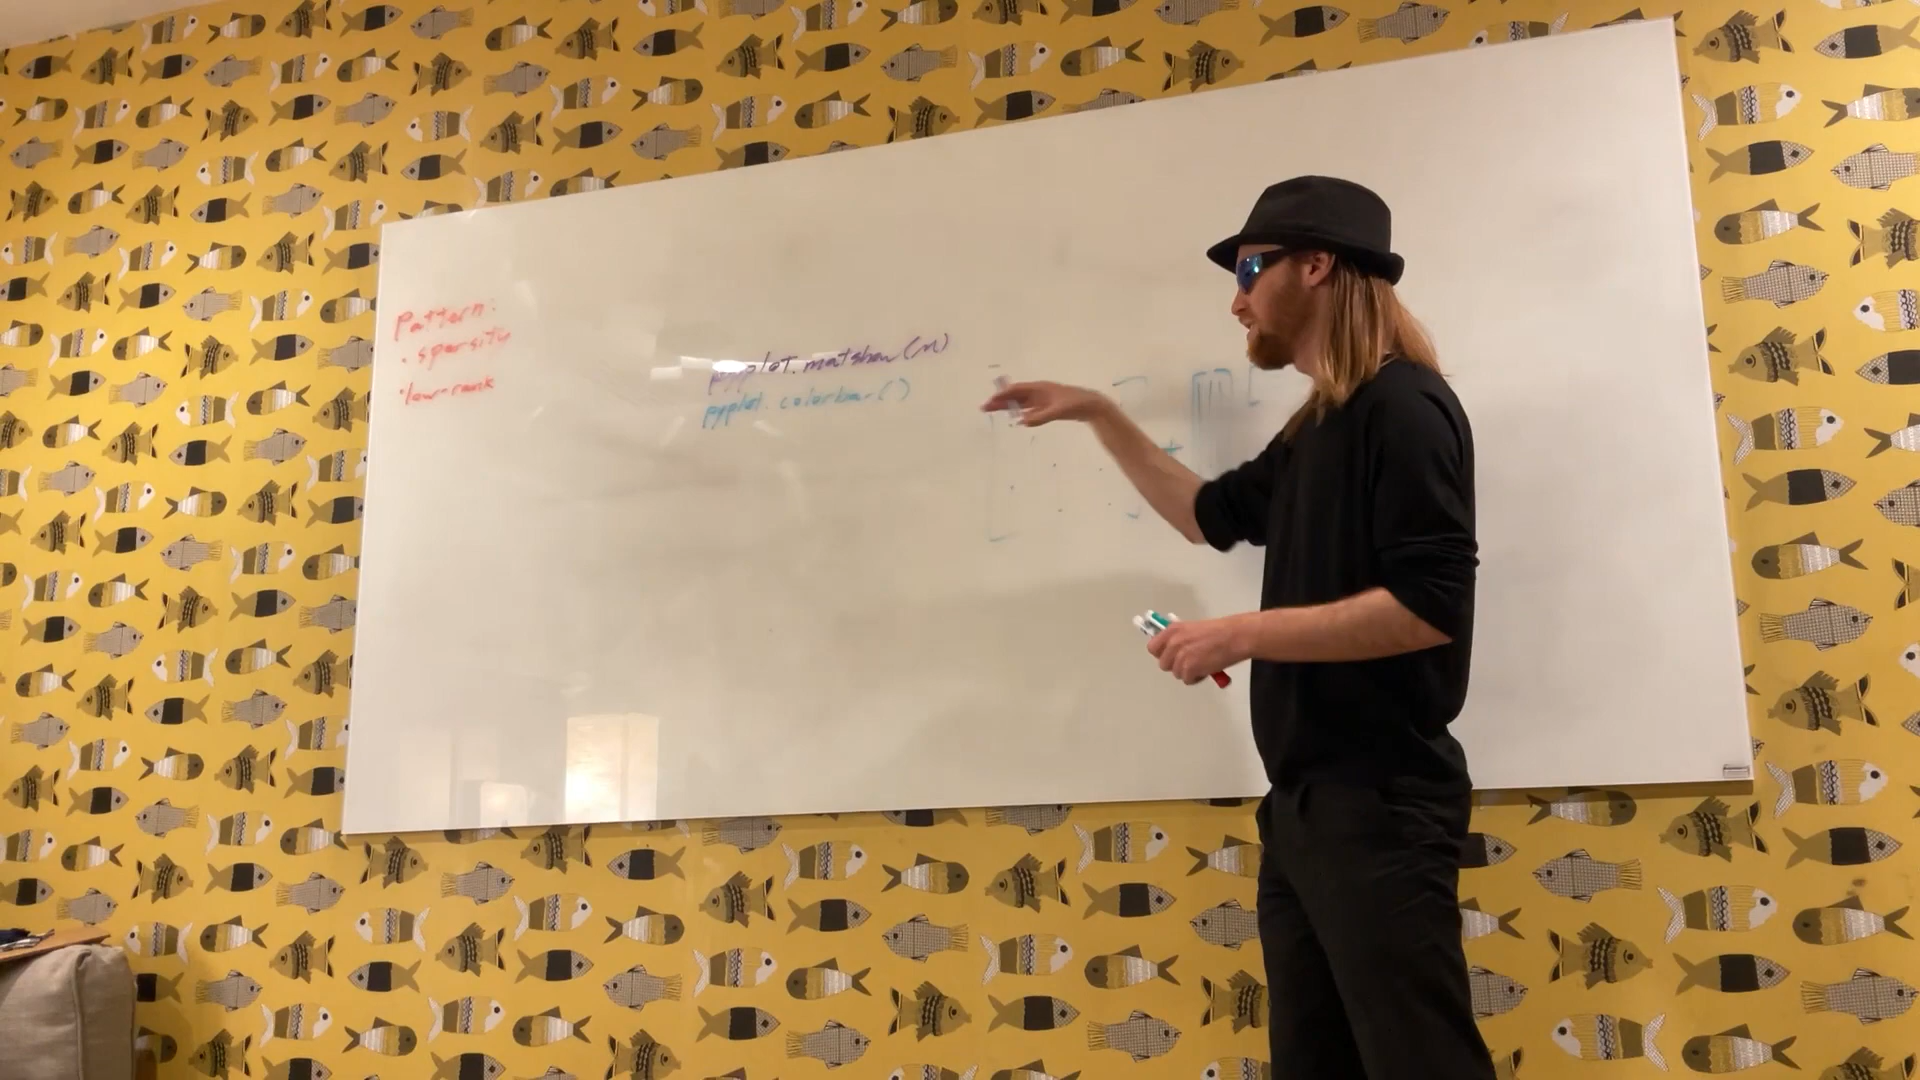 Pattern:
· sparsity
· low-rank
pyplot. matshow (M)
pyplot. colorbar ( )
+